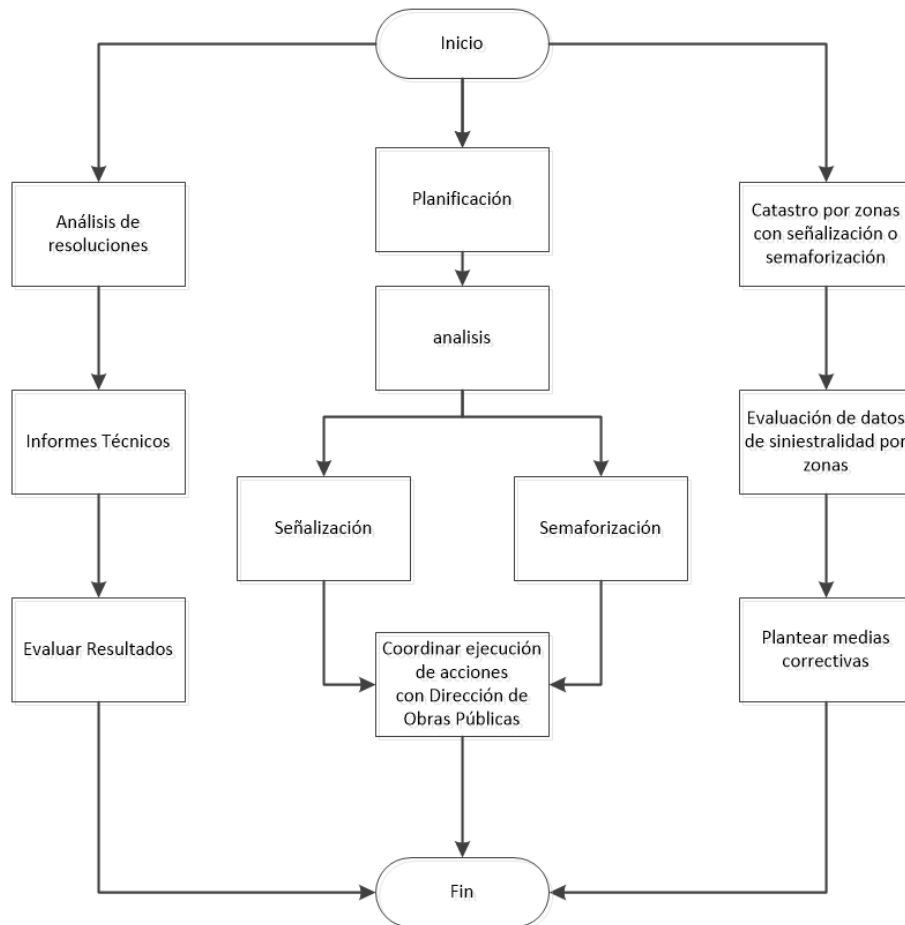 Inicio
Análisis de
resoluciones
Informes Técnicos
Evaluar Resultados
Planificación
analisis
Señalización
Semaforización
Coordinar ejecución
de acciones
con Dirección de
Obras Públicas
Catastro por zonas
con señalización o
semaforización
Evaluación de datos
de siniestralidad por
zonas
Plantear medias
correctivas
Fin